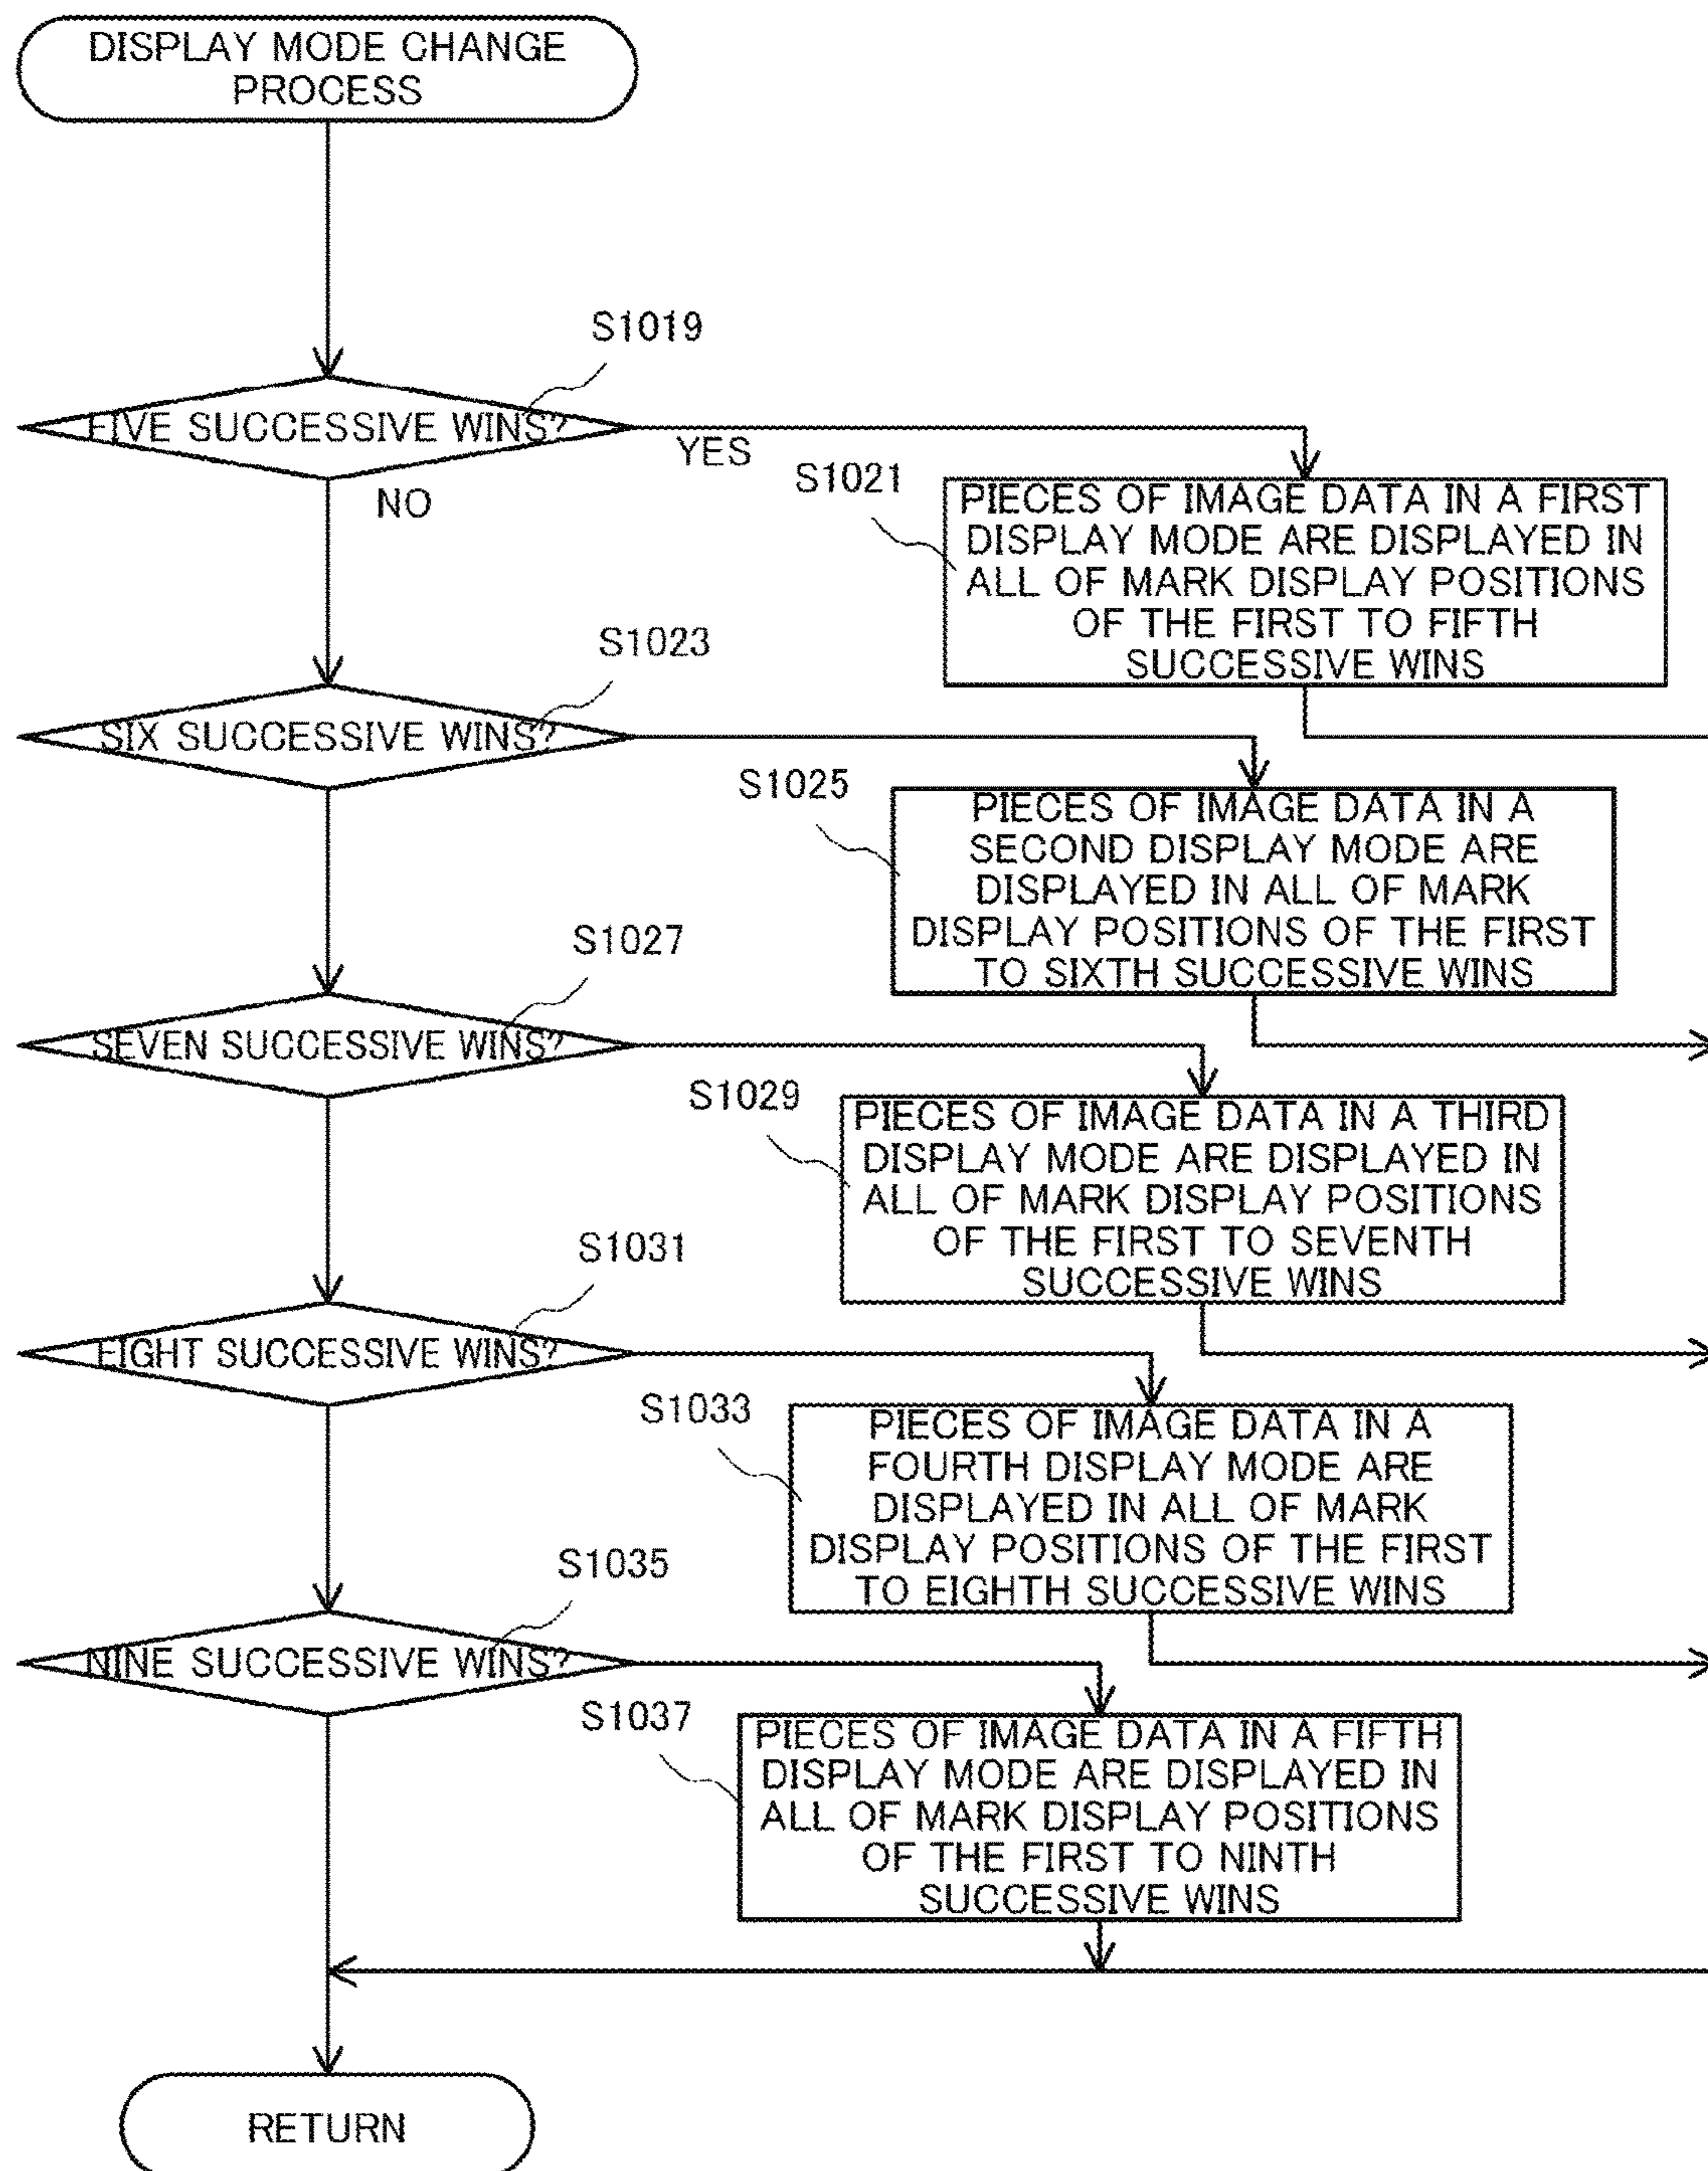 DISPLAY MODE CHANGE
PROCESS
S1019
FIVE SUCCESSIVE WINS?
YES
NO
S1021
PIECES OF IMAGE DATA IN A FIRST
DISPLAY MODE ARE DISPLAYED IN
ALL OF MARK DISPLAY POSITIONS
OF THE FIRST TO FIFTH
SUCCESSIVE WINS
S1023
SIX SUCCESSIVE WINS?
S1025
PIECES OF IMAGE DATA IN A
SECOND DISPLAY MODE ARE
DISPLAYED IN ALL OF MARK
DISPLAY POSITIONS OF THE FIRST
TO SIXTH SUCCESSIVE WINS
S1027
SEVEN SUCCESSIVE WINS?
S1029
PIECES OF IMAGE DATA IN A THIRD
DISPLAY MODE ARE DISPLAYED IN
ALL OF MARK DISPLAY POSITIONS
OF THE FIRST TO SEVENTH
SUCCESSIVE WINS
S1031
EIGHT SUCCESSIVE WINS?
S1033
PIECES OF IMAGE DATA IN A
FOURTH DISPLAY MODE ARE
DISPLAYED IN ALL OF MARK
DISPLAY POSITIONS OF THE FIRST
TO EIGHTH SUCCESSIVE WINS
S1035
NINE SUCCESSIVE WINS?
S1037
PIECES OF IMAGE DATA IN A FIFTH
DISPLAY MODE ARE DISPLAYED IN
ALL OF MARK DISPLAY POSITIONS
OF THE FIRST TO NINTH
SUCCESSIVE WINS
RETURN